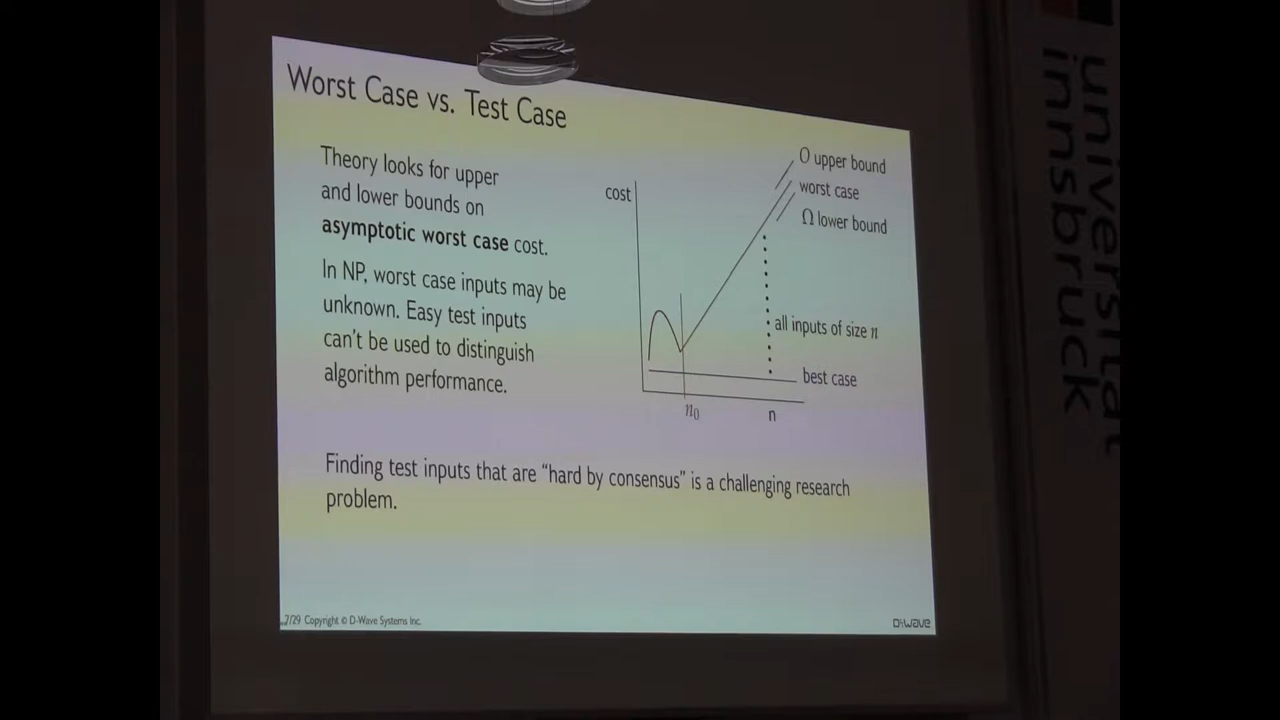 Worst Case vs. Test Case
Theory looks for upper
and lower bounds on
asymptotic worst case cost.
In NP, worst case inputs may be
unknown. Easy test inputs
can't be used to distinguish
algorithm performance.
cost
O upper bound
worst case
Ω lower bound
all inputs of size n
best case
n0
n
Finding test inputs that are “hard by consensus” is a challenging research
problem.
7/29 Copyright © D-Wave Systems Inc.
D:wave
universität
innsbruck